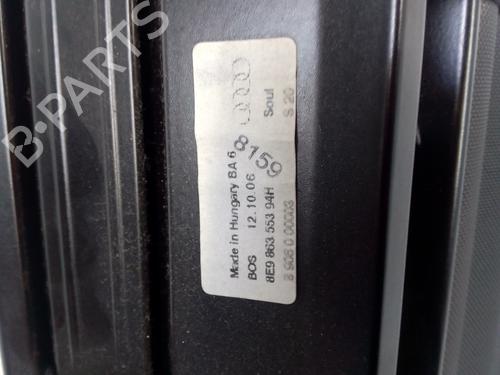 B-PARTS
Made in Hungary BA 6
BOS 12.10.06 Soul
8E9 863 553 94H S 20
8159